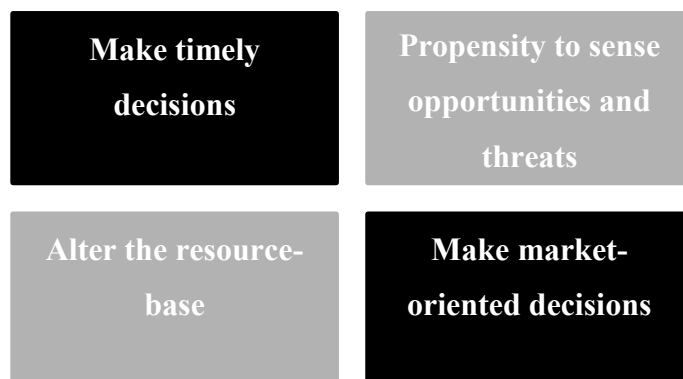 Make timely
decisions
Propensity to sense
opportunities and
threats
Alter the resource-
base
Make market-
oriented decisions